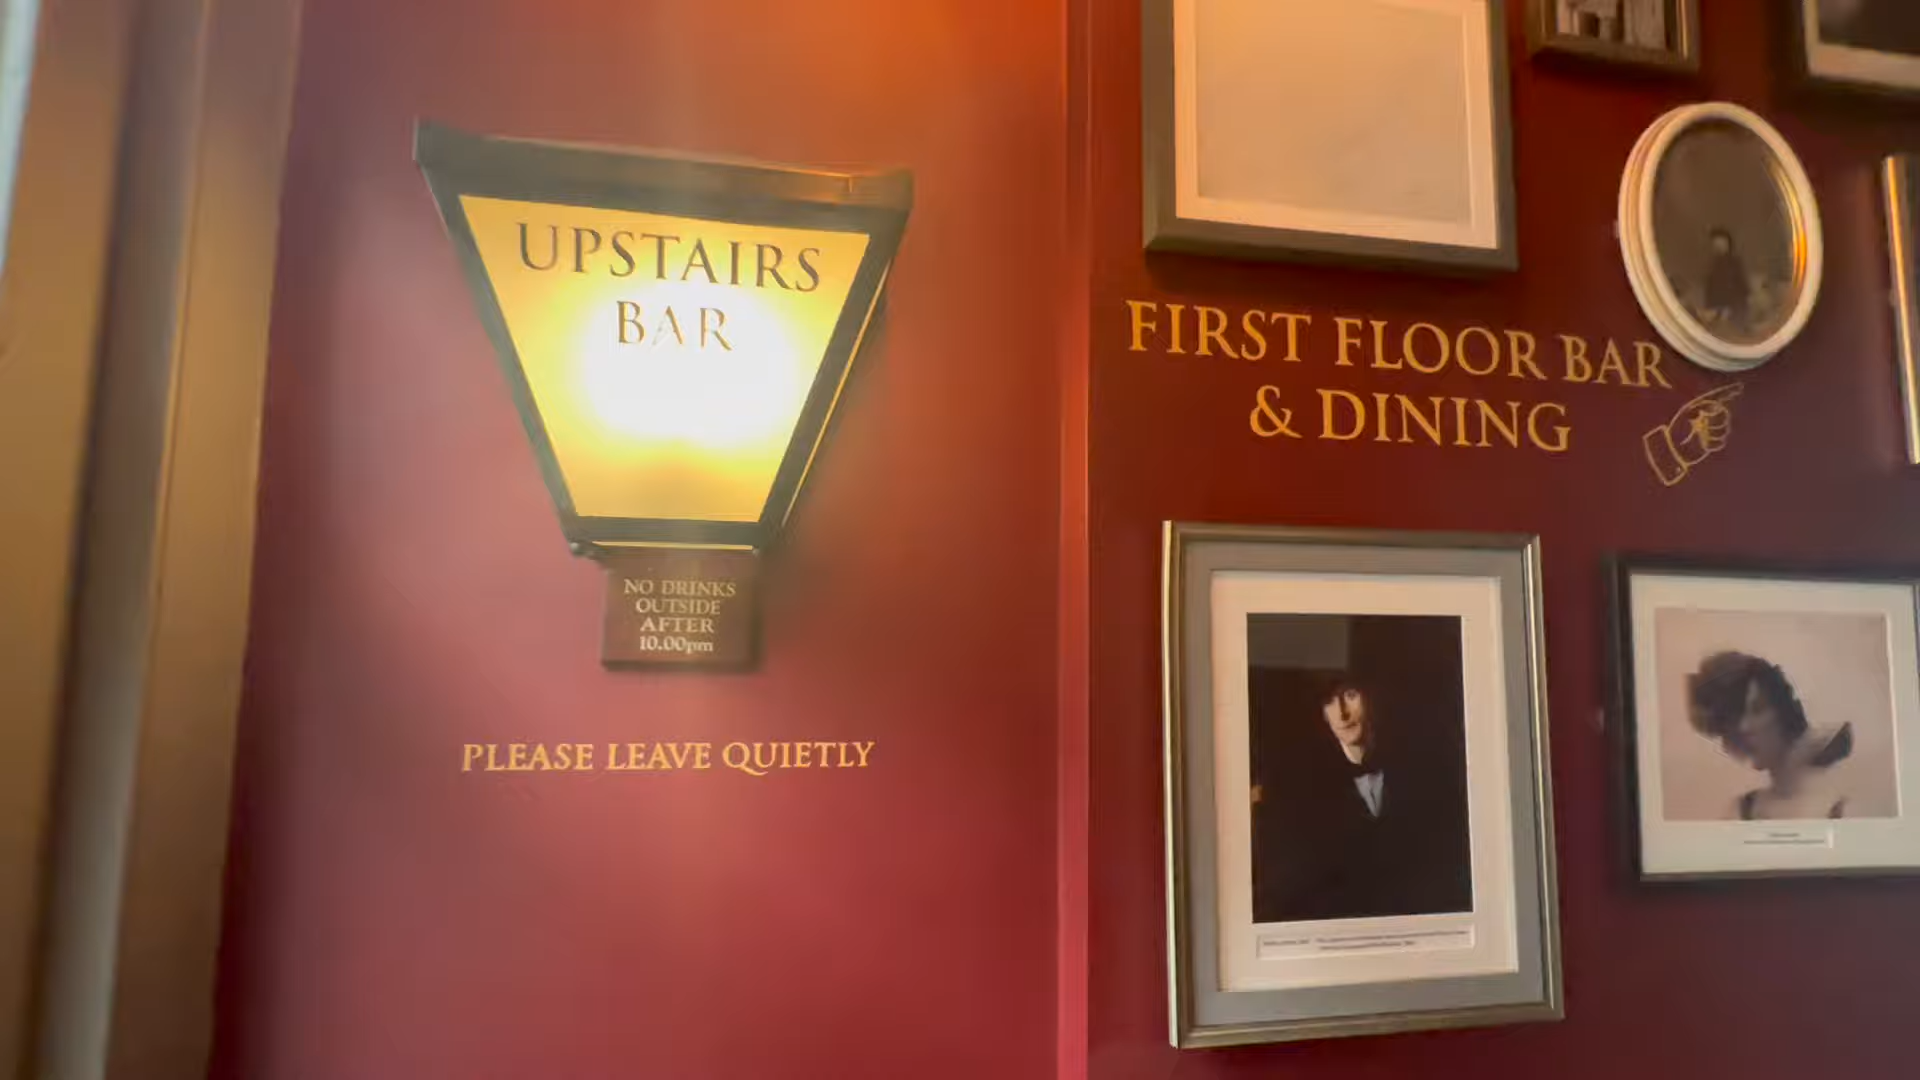 UPSTAIRS
BAR
NO DRINKS
OUTSIDE
AFTER
10.00pm
PLEASE LEAVE QUIETLY
FIRST FLOOR BAR
& DINING